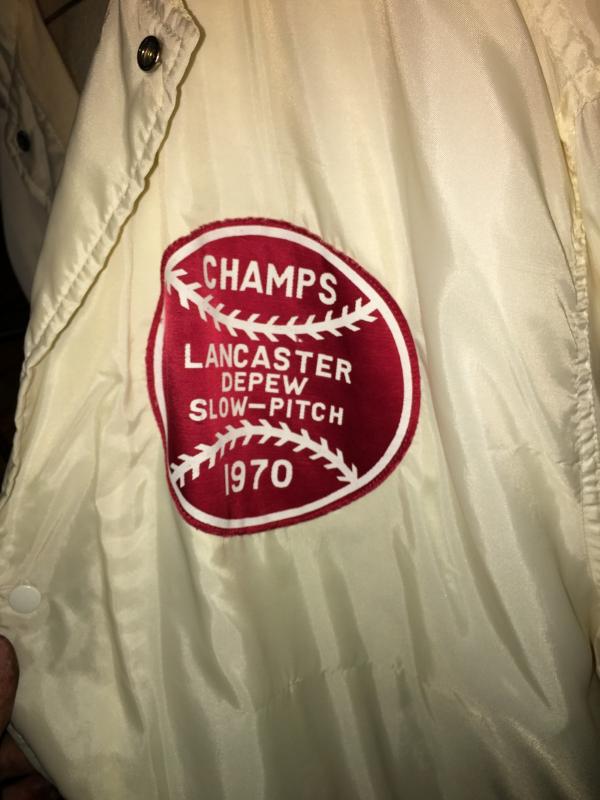 CHAMPS
LANCASTER
DEPEW
SLOW-PITCH
1970